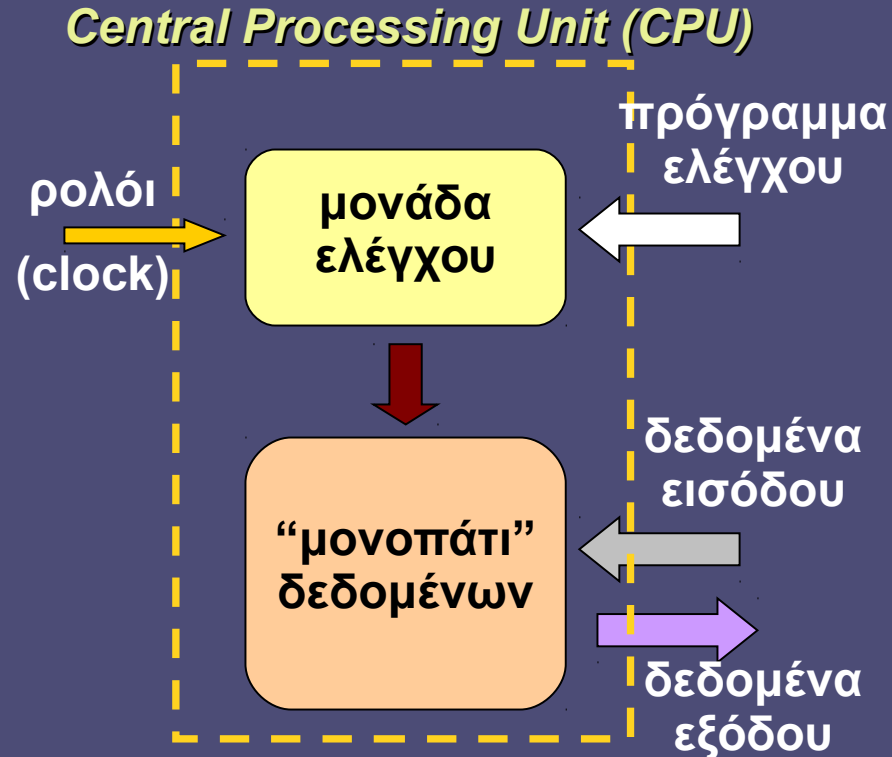 Central Processing Unit (CPU)
πρόγραμμα
ελέγχου
ρολόι
(clock)
μονάδα
ελέγχου
δεδομένα
εισόδου
“μονοπάτι”
δεδομένων
δεδομένα
εξόδου